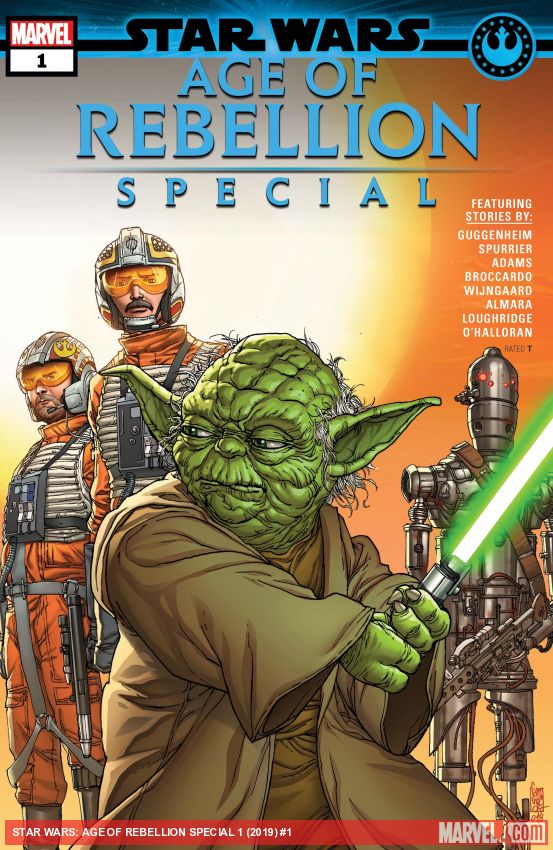 MARVEL
1
STAR WARS
AGE OF
REBELLION
SPECIAL
FEATURING
STORIES BY:
GUGGENHEIM
SPURRIER
ADAMS
BROCCARDO
WIJNGAARD
ALMARA
LOUGHRIDGE
O'HALLORAN
RATED T
STAR WARS: AGE OF REBELLION SPECIAL 1 (2019) #1
MARVEL.com